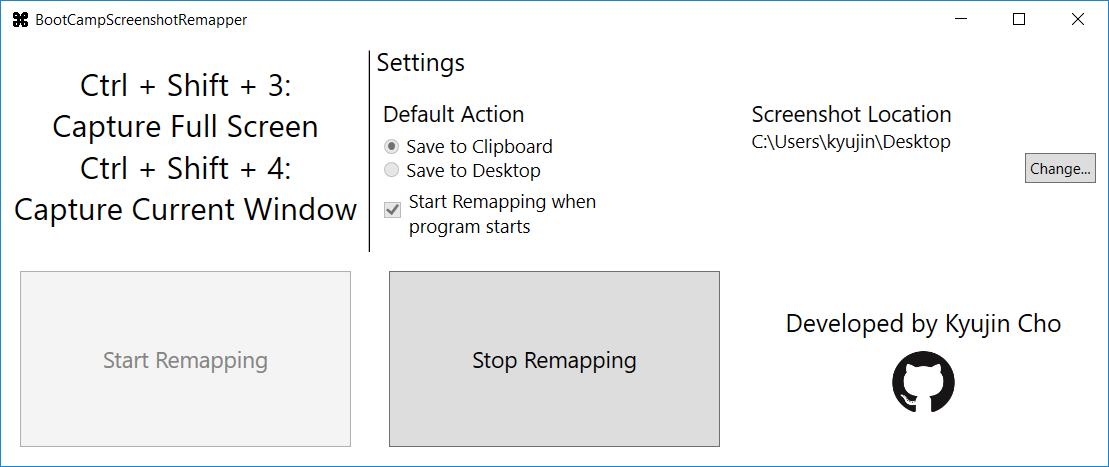 BootCampScreenshotRemapper
Ctrl + Shift + 3:
Capture Full Screen
Ctrl + Shift + 4:
Capture Current Window
Settings
Default Action
Save to Clipboard
Save to Desktop
Start Remapping when
program starts
Screenshot Location
C:\Users\kyujin\Desktop
Change...
Start Remapping
Stop Remapping
Developed by Kyujin Cho